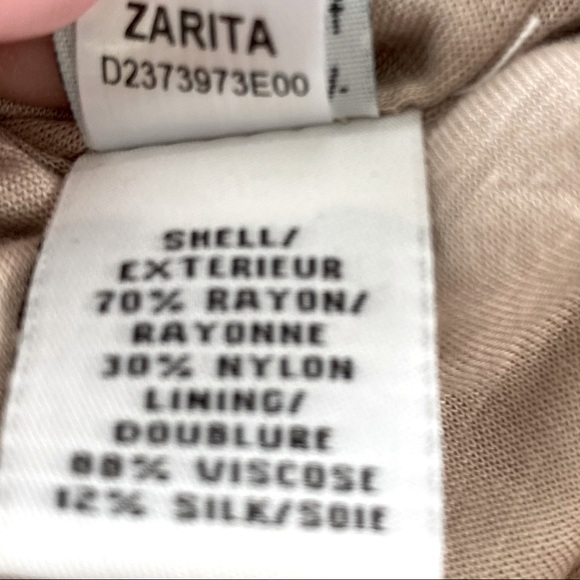 ZARITA
D2373973E00
SHELL/
EXTERIEUR
70% RAYON/
RAYONNE
30% NYLON
LINING/
DOUBLURE
88% VISCOSE
12% SILK/SOIE